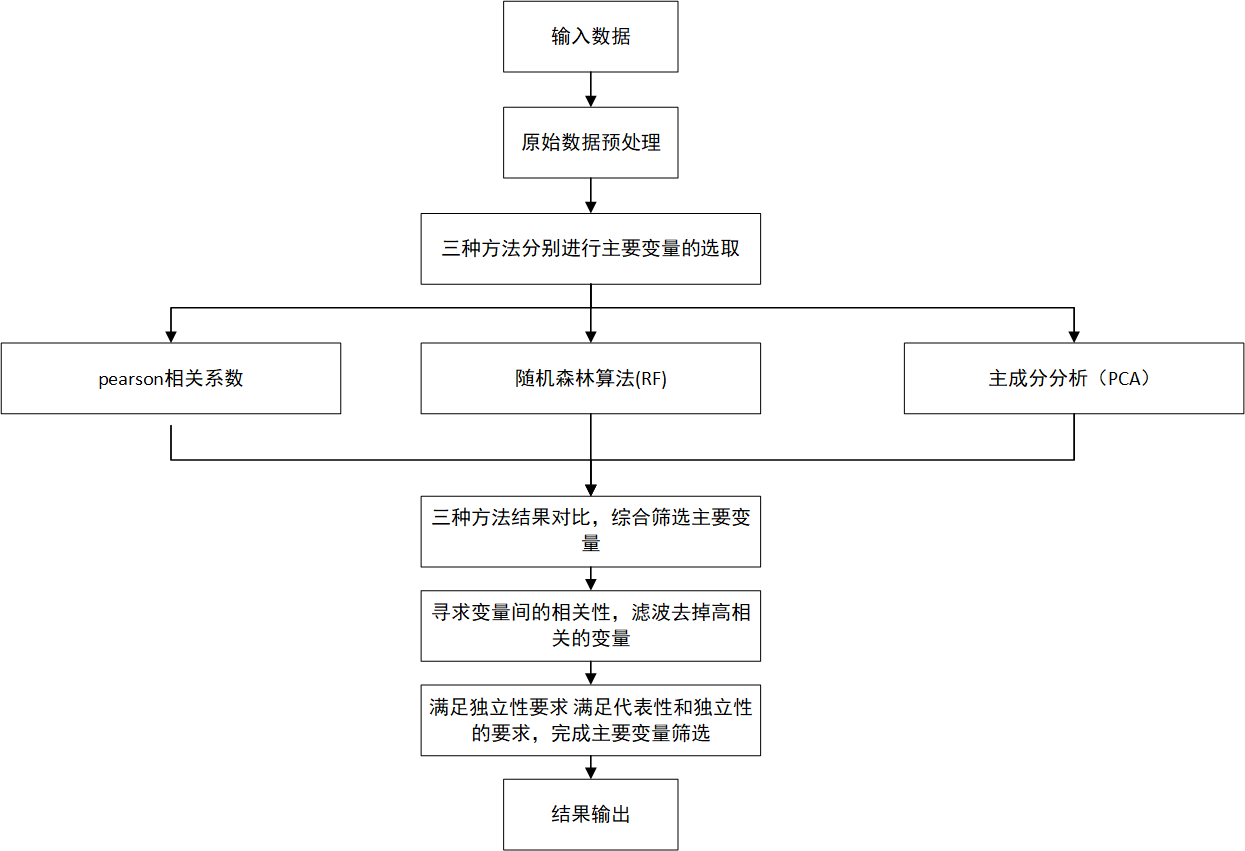 输入数据
原始数据预处理
三种方法分别进行主要变量的选取
pearson相关系数
随机森林算法(RF)
主成分分析（PCA）
三种方法结果对比，综合筛选主要变
量
寻求变量间的相关性，滤波去掉高相
关的变量
满足独立性要求 满足代表性和独立性
的要求，完成主要变量筛选
结果输出